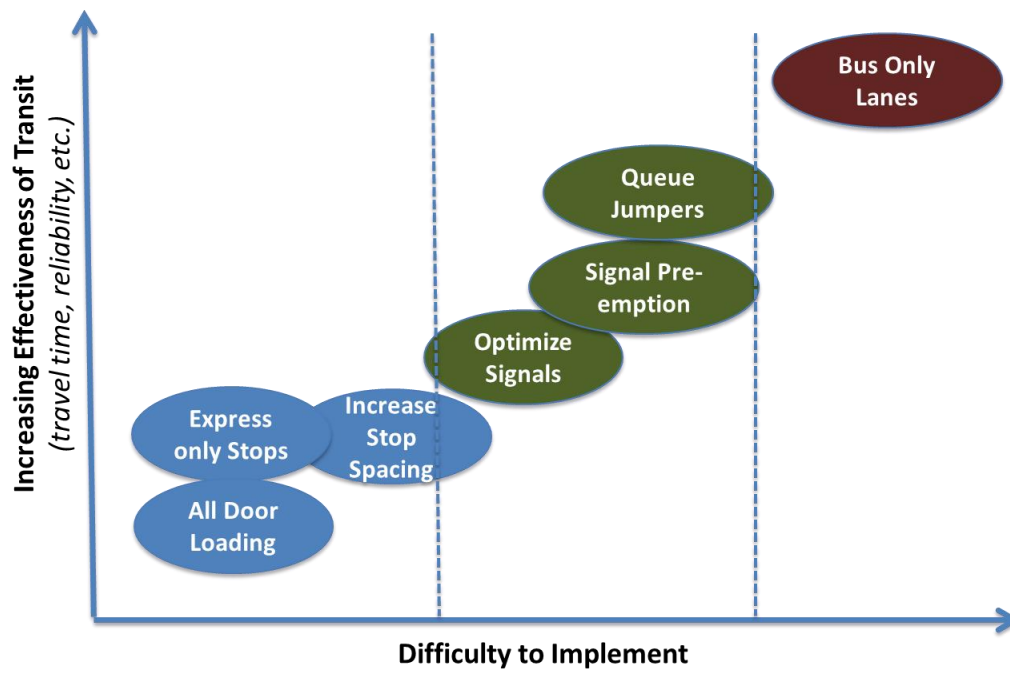 Increasing Effectiveness of Transit
(travel time, reliability, etc.)
Bus Only
Lanes
Queue
Jumpers
Signal Pre-
emption
Optimize
Signals
Express
only Stops
Increase
Stop
Spacing
All Door
Loading
Difficulty to Implement